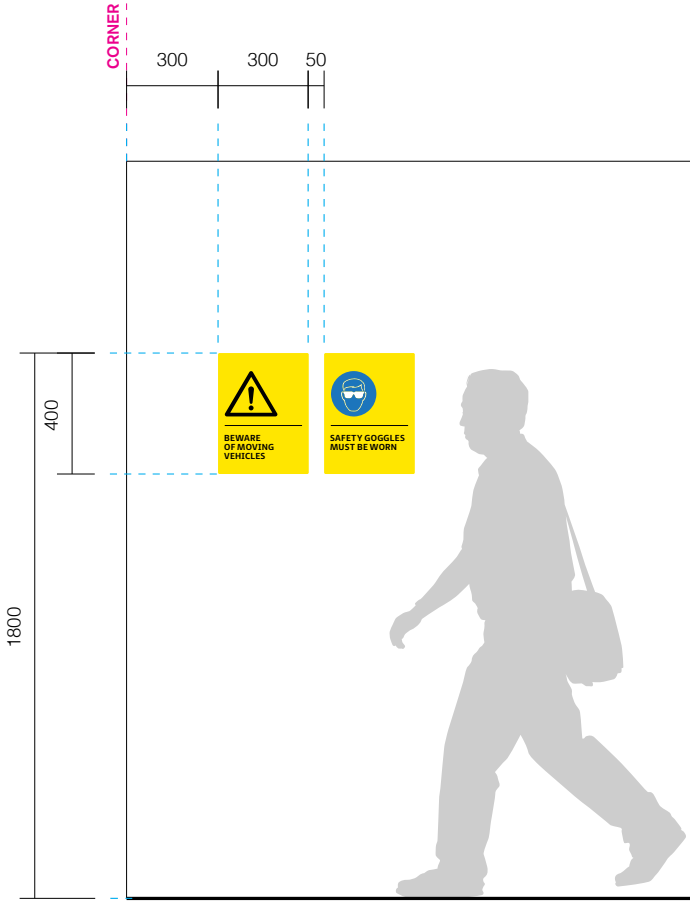 CORNER
300 300 50
400
1800
BEWARE
OF MOVING
VEHICLES
SAFETY GOGGLES
MUST BE WORN